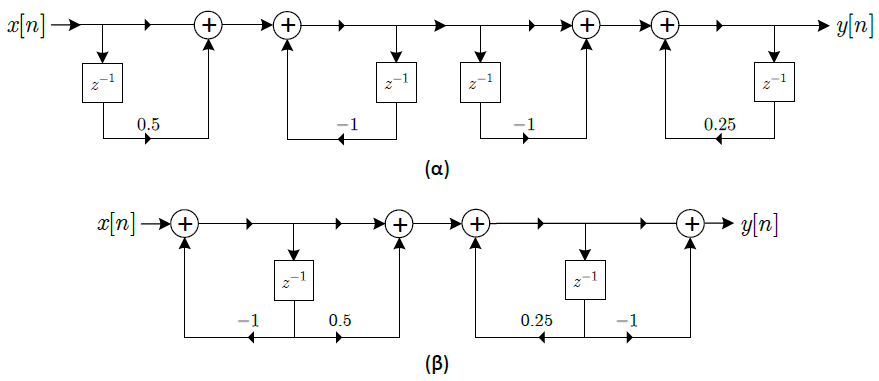 x[n] + + + + y[n]
z⁻¹ z⁻¹ z⁻¹ z⁻¹
0.5 −1 −1 0.25
(α)
x[n] + + + + y[n]
z⁻¹ z⁻¹
−1 0.5 0.25 −1
(β)